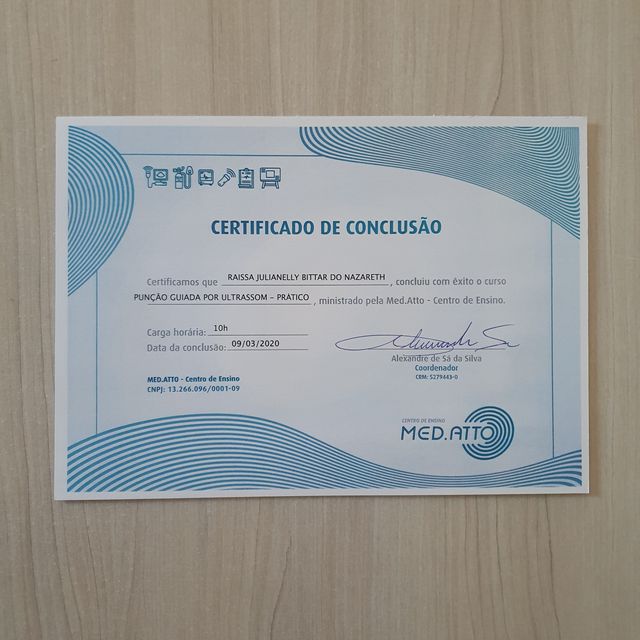 CERTIFICADO DE CONCLUSÃO
Certificamos que RAISSA JULIANELLY BITTAR DO NAZARETH, concluiu com êxito o curso
PUNÇÃO GUIADA POR ULTRASSOM - PRÁTICO, ministrado pela Med.Atto - Centro de Ensino.
Carga horária: 10h
Data da conclusão: 09/03/2020
Alexandre de Sá da Silva
Coordenador
CRM: 5279443-0
MED.ATTO - Centro de Ensino
CNPJ: 13.266.096/0001-09
CENTRO DE ENSINO
MED.ATTO